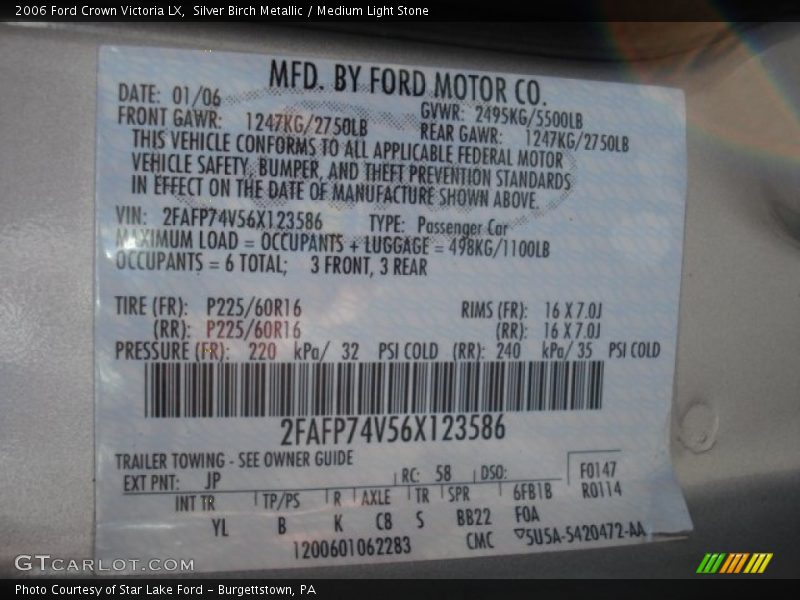 2006 Ford Crown Victoria LX,  Silver Birch Metallic / Medium Light Stone
MFD. BY FORD MOTOR CO.
DATE: 01/06 GVWR: 2495KG/5500LB
FRONT GAWR: 1247KG/2750LB REAR GAWR: 1247KG/2750LB
THIS VEHICLE CONFORMS TO ALL APPLICABLE FEDERAL MOTOR
VEHICLE SAFETY, BUMPER, AND THEFT PREVENTION STANDARDS
IN EFFECT ON THE DATE OF MANUFACTURE SHOWN ABOVE.
VIN: 2FAFP74V56X123586 TYPE: Passenger Car
MAXIMUM LOAD = OCCUPANTS + LUGGAGE = 498KG/1100LB
OCCUPANTS = 6 TOTAL; 3 FRONT, 3 REAR
TIRE (FR): P225/60R16 RIMS (FR): 16 X 7.0J
(RR): P225/60R16 (RR): 16 X 7.0J
PRESSURE (FR): 220 kPa/ 32 PSI COLD (RR): 240 kPa/ 35 PSI COLD
2FAFP74V56X123586
TRAILER TOWING - SEE OWNER GUIDE
EXT PNT: JP RC: 58 DSO: F0147
INT TR TP/PS R AXLE TR SPR 6FB1B R0114
YL B K C8 S BB22 F0A
1200601062283 CMC ▽5U5A-5420472-AA
GTCARLOT.COM
Photo Courtesy of Star Lake Ford - Burgettstown, PA